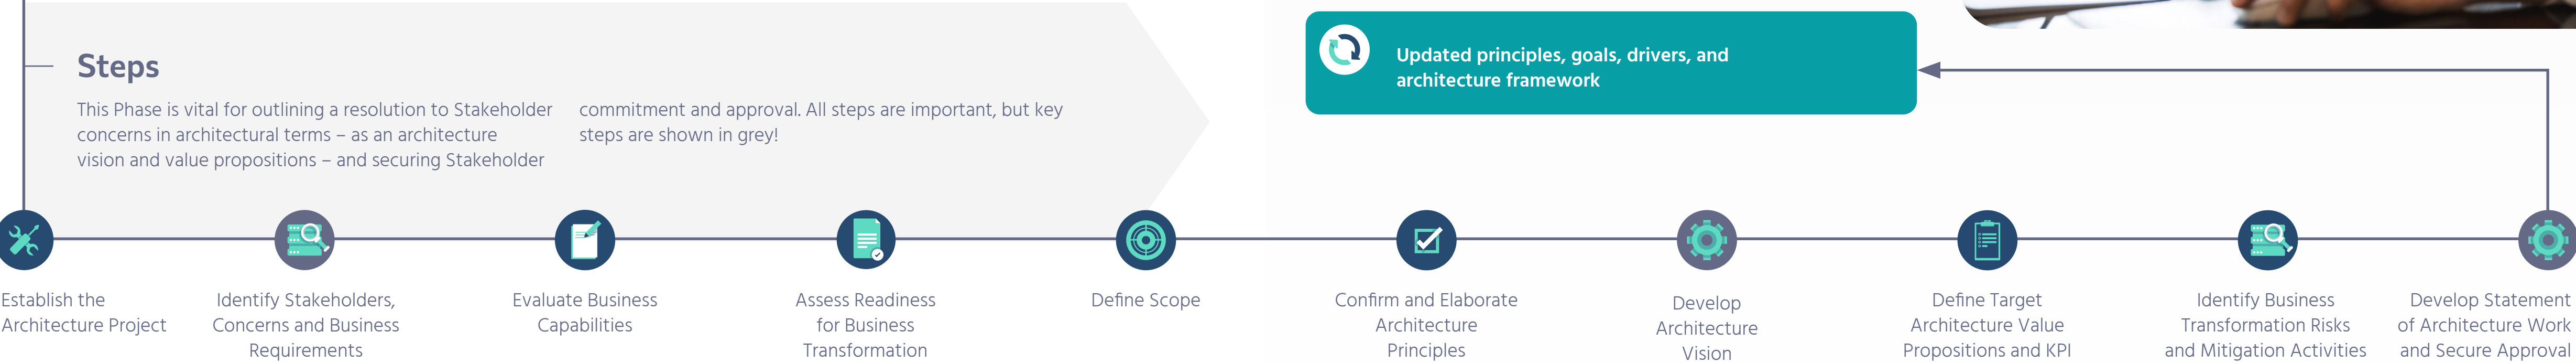 Steps
This Phase is vital for outlining a resolution to Stakeholder
concerns in architectural terms – as an architecture
vision and value propositions – and securing Stakeholder
commitment and approval. All steps are important, but key
steps are shown in grey!
Updated principles, goals, drivers, and
architecture framework
Establish the
Architecture Project
Identify Stakeholders,
Concerns and Business
Requirements
Evaluate Business
Capabilities
Assess Readiness
for Business
Transformation
Define Scope
Confirm and Elaborate
Architecture
Principles
Develop
Architecture
Vision
Define Target
Architecture Value
Propositions and KPI
Identify Business
Transformation Risks
and Mitigation Activities
Develop Statement
of Architecture Work
and Secure Approval